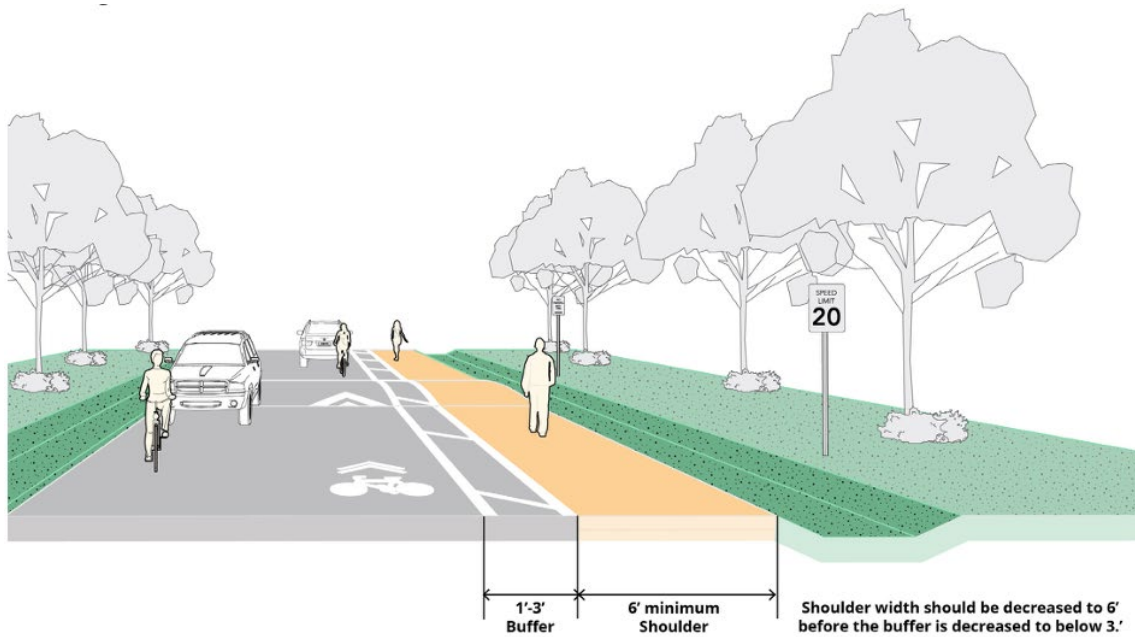 SPEED
LIMIT
20
1'-3'
Buffer
6' minimum
Shoulder
Shoulder width should be decreased to 6'
before the buffer is decreased to below 3.'